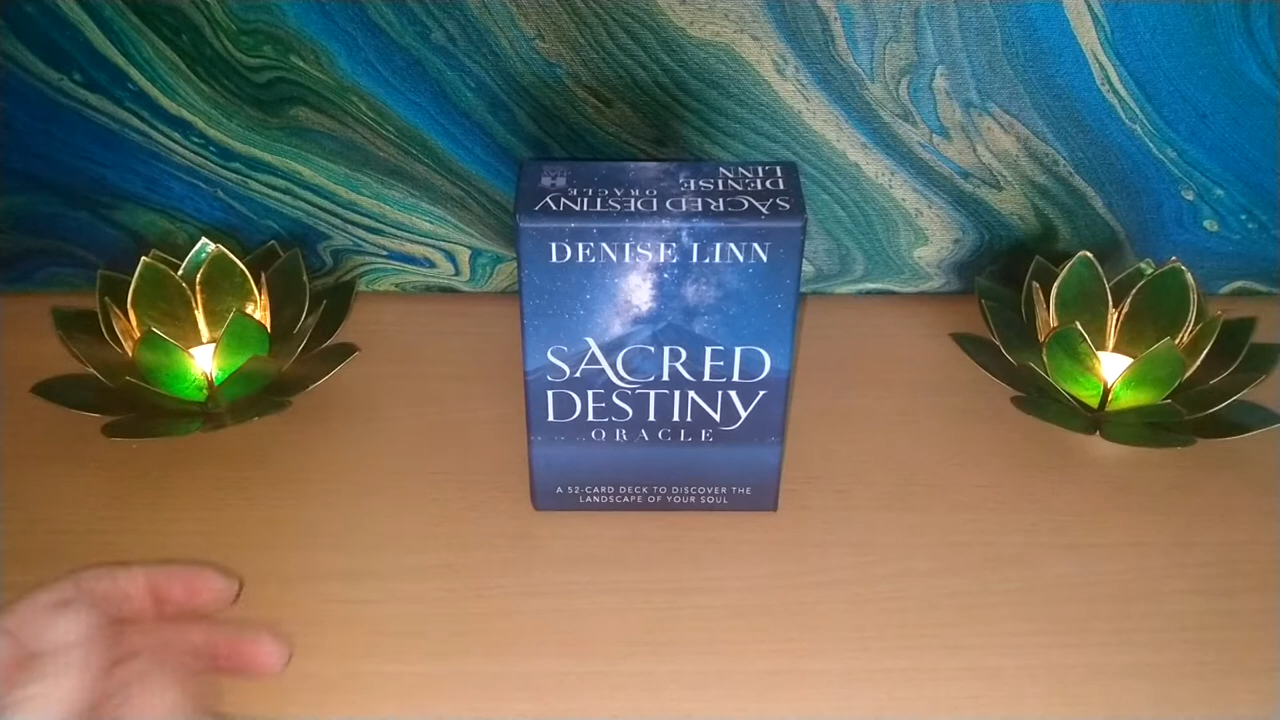 SACRED DESTINY
ORACLE
DENISE
LINN
DENISE LINN
SACRED
DESTINY
ORACLE
A 52-CARD DECK TO DISCOVER THE
LANDSCAPE OF YOUR SOUL